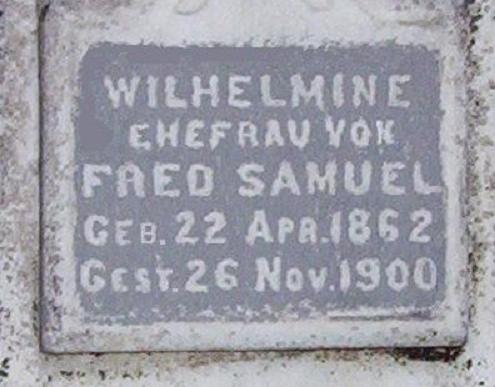 WILHELMINE
EHEFRAU VON
FRED SAMUEL
GEB. 22 APR. 1862
GEST. 26 NOV. 1900